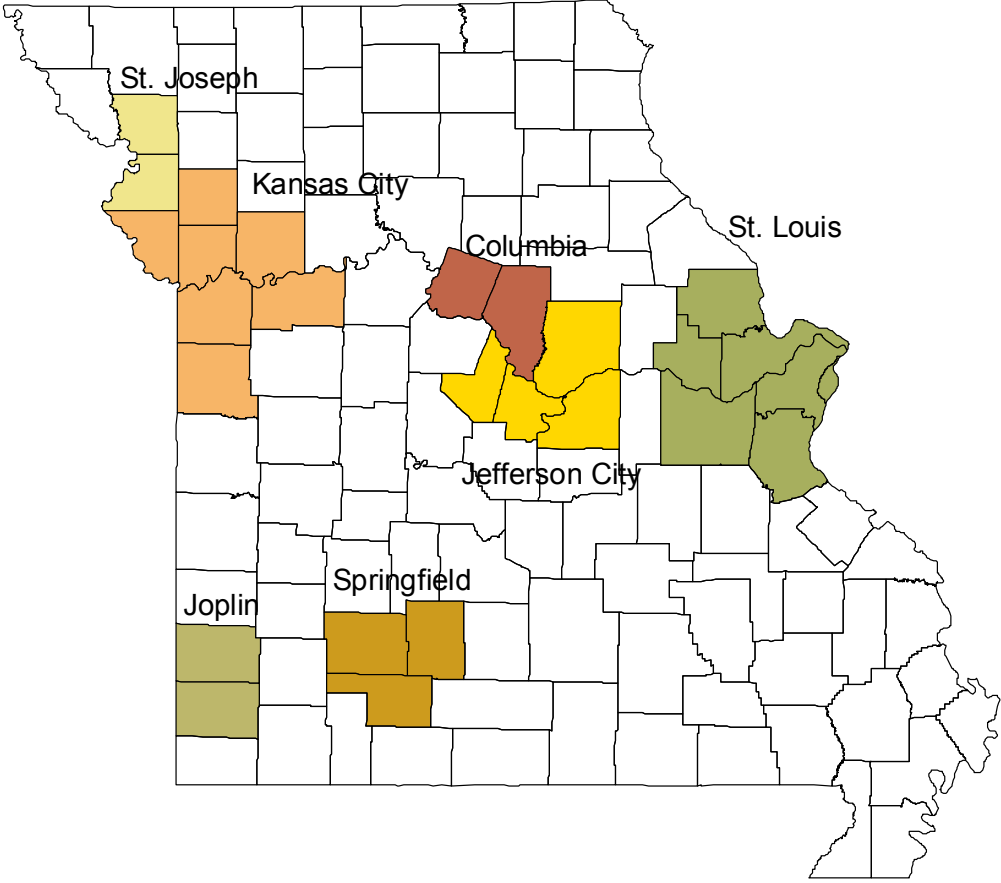 St. Joseph
Kansas City
St. Louis
Columbia
Jefferson City
Springfield
Joplin